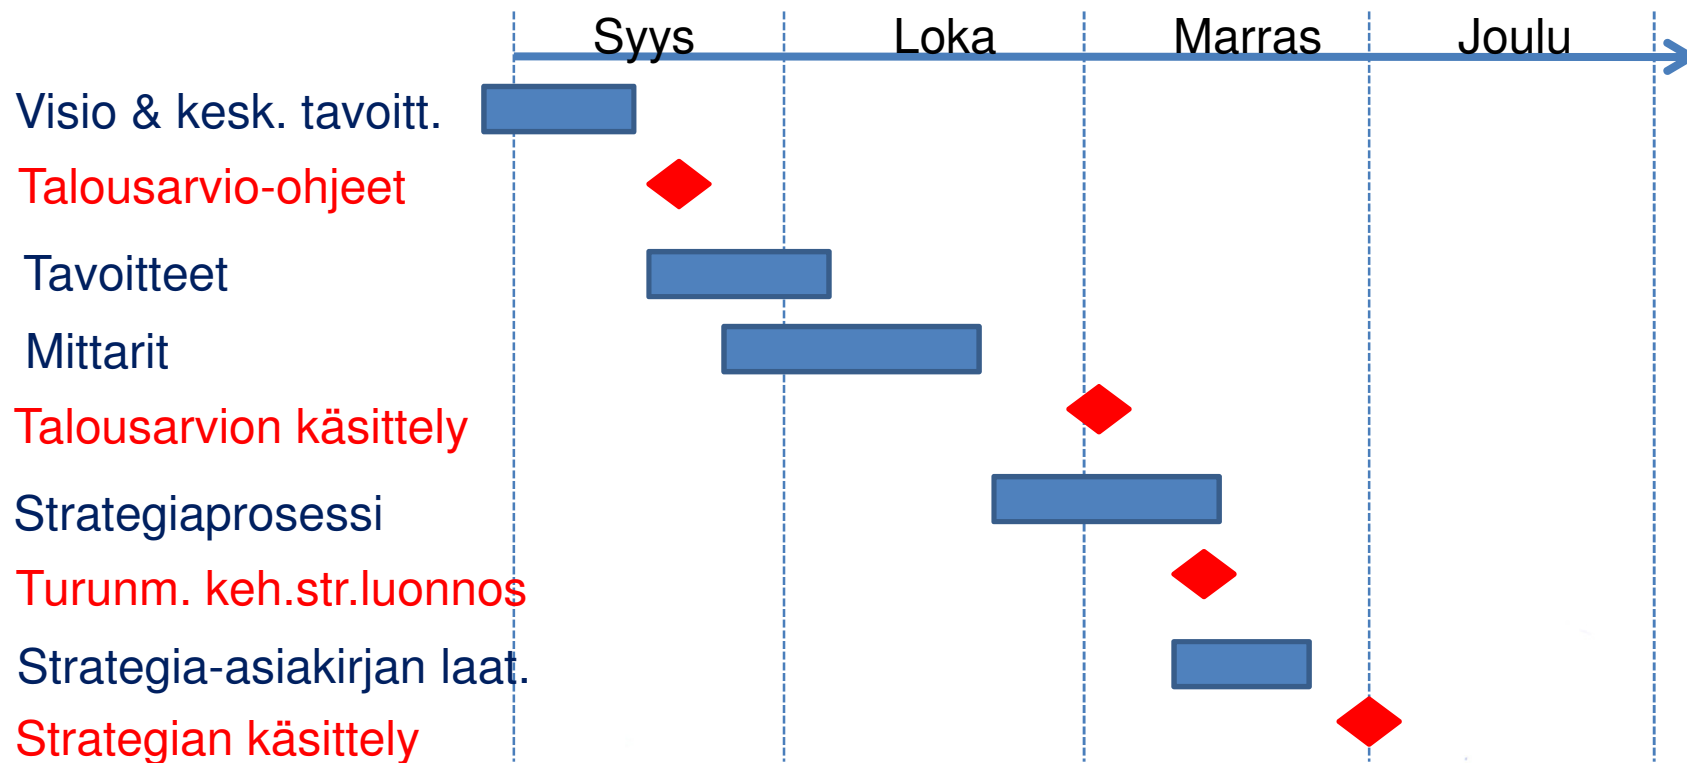 Syys Loka Marras Joulu
Visio & kesk. tavoitt.
Talousarvio-ohjeet
Tavoitteet
Mittarit
Talousarvion käsittely
Strategiaprosessi
Turunm. keh.str.luonnos
Strategia-asiakirjan laat.
Strategian käsittely